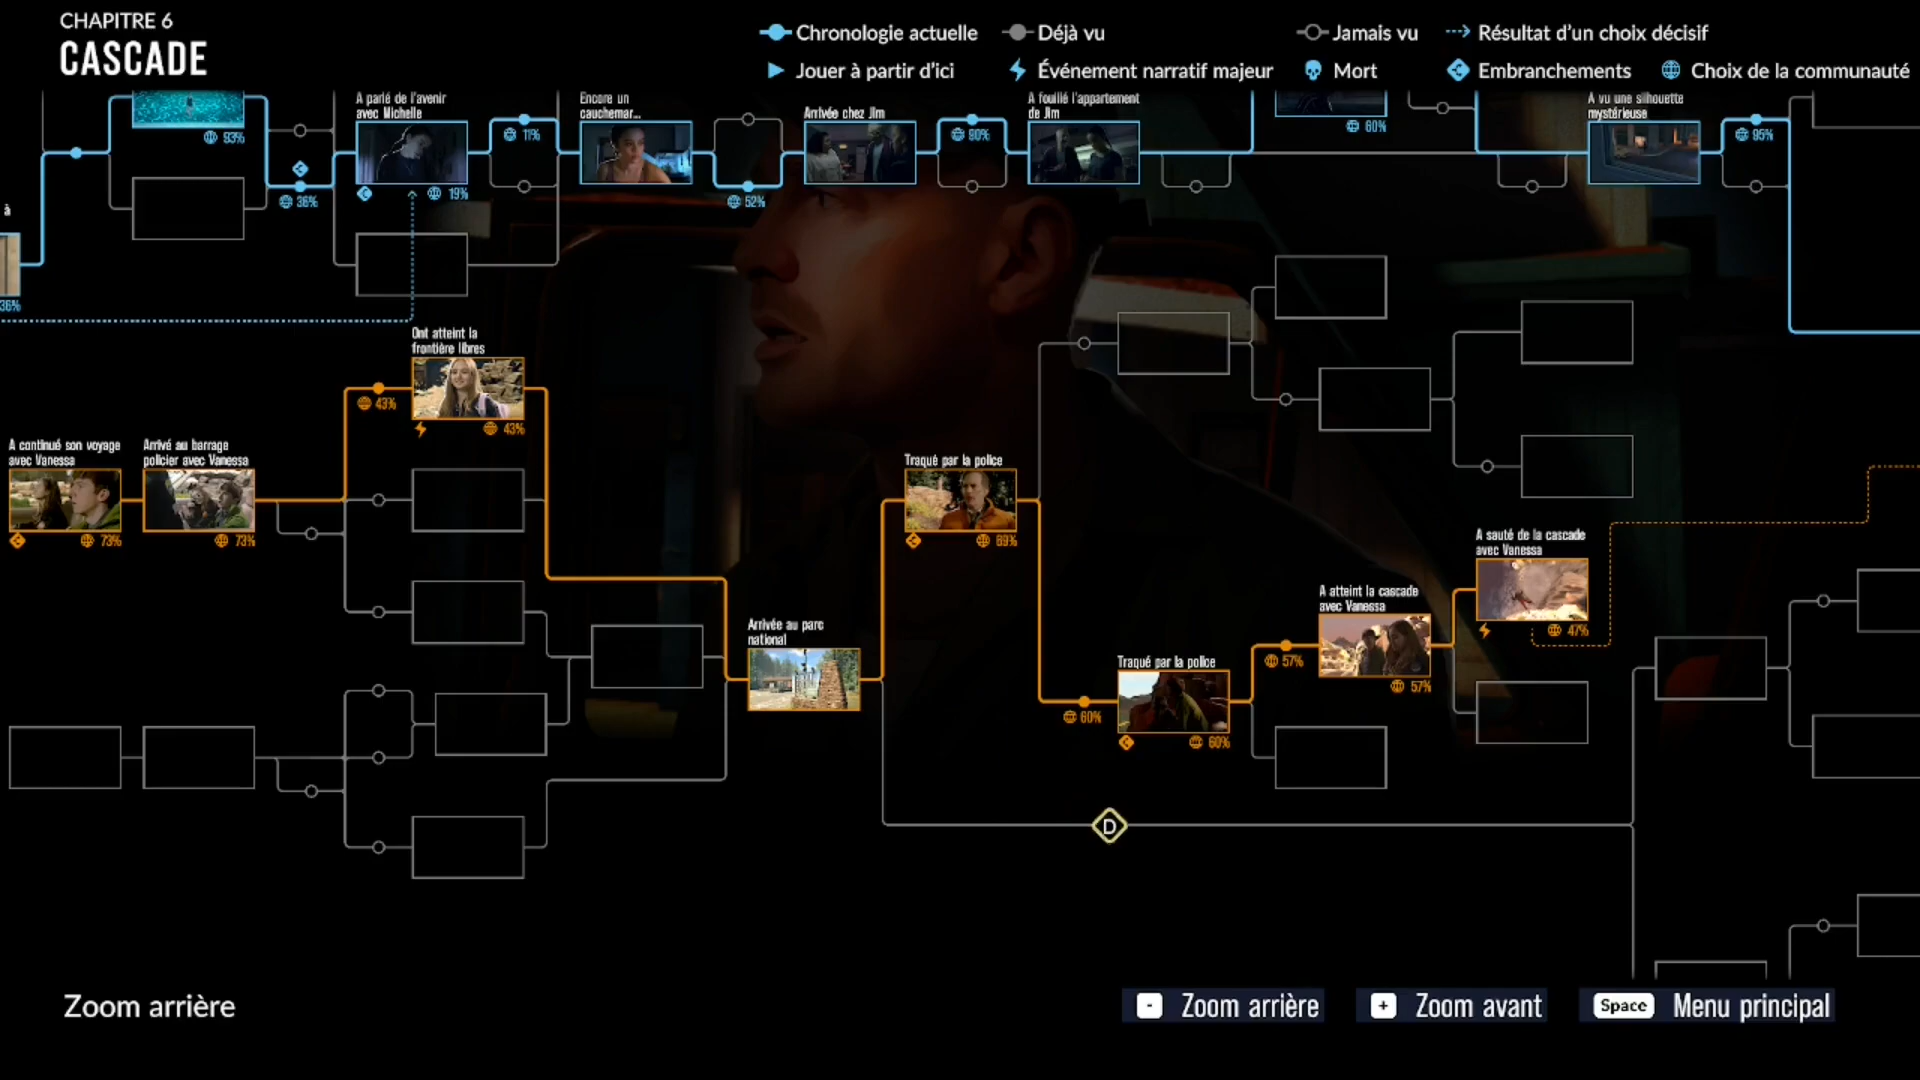 CHAPITRE 6
CASCADE
Chronologie actuelle
Déjà vu
Jamais vu
Résultat d'un choix décisif
Jouer à partir d'ici
Événement narratif majeur
Mort
Embranchements
Choix de la communauté
93%
36%
A parlé de l'avenir
avec Michelle
19%
11%
Encore un
cauchemar...
52%
Arrivée chez Jim
90%
A fouillé l'appartement
de Jim
60%
A vu une silhouette
mystérieuse
95%
à
36%
Ont atteint la
frontière libres
43%
43%
A continué son voyage
avec Vanessa
73%
Arrivé au barrage
policier avec Vanessa
73%
Arrivée au parc
national
Traqué par la police
69%
60%
Traqué par la police
60%
57%
A atteint la cascade
avec Vanessa
57%
A sauté de la cascade
avec Vanessa
47%
D
Zoom arrière
- Zoom arrière
+ Zoom avant
Space Menu principal